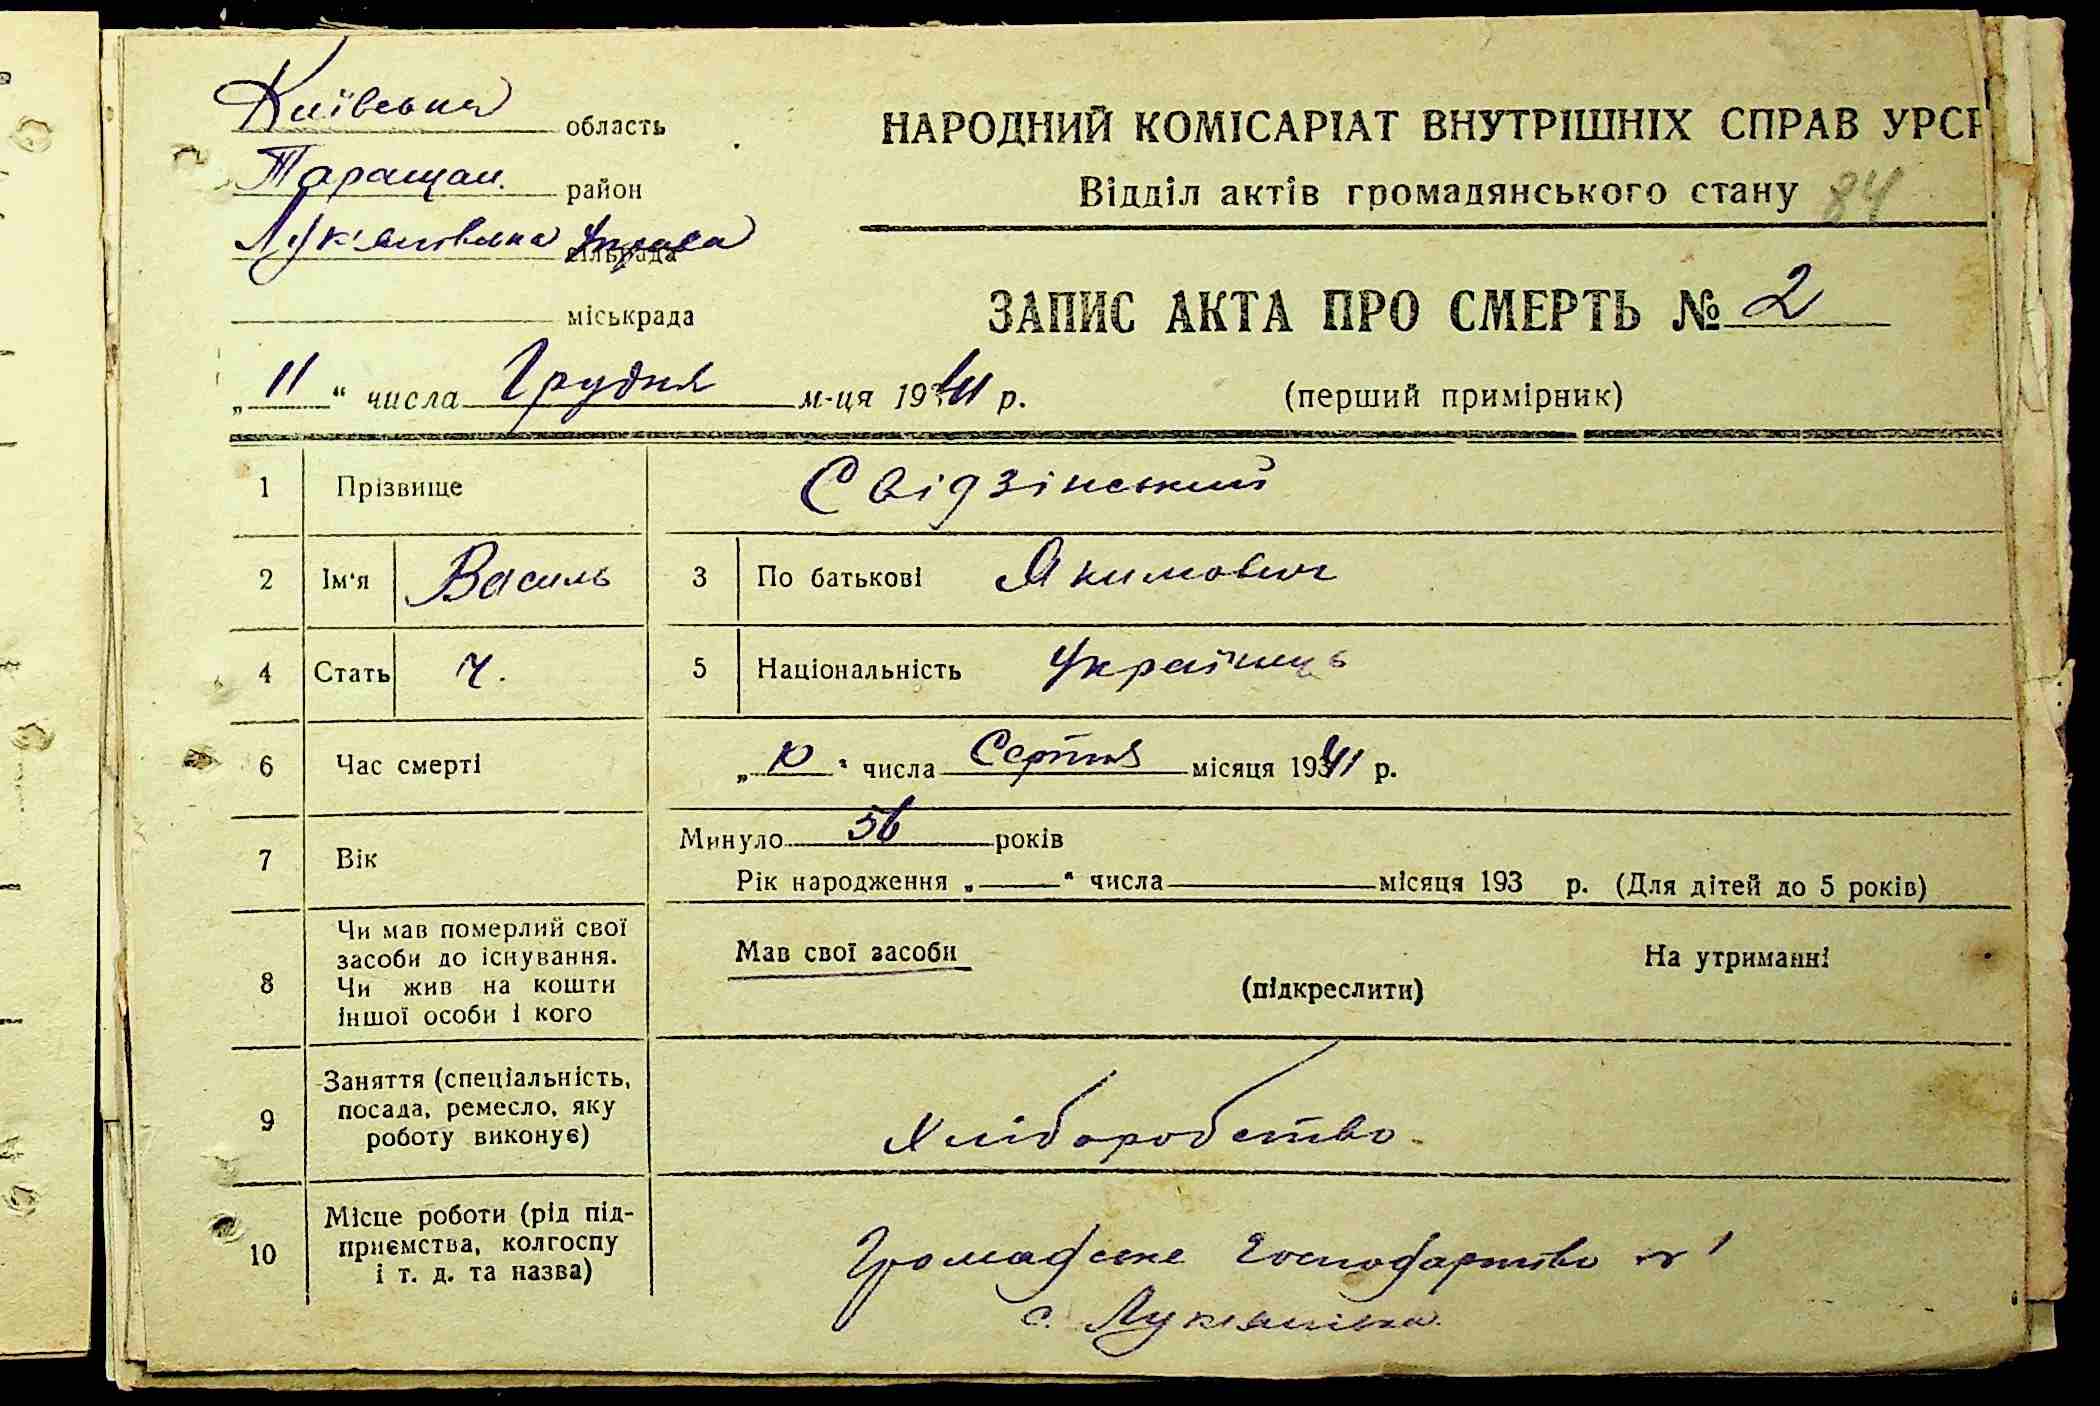 Київська область
Таращан. район
Лук'янівська управа сільрада
міськрада
НАРОДНИЙ КОМІСАРІАТ ВНУТРІШНІХ СПРАВ УРСР
Відділ актів громадянського стану 84
ЗАПИС АКТА ПРО СМЕРТЬ № 2
„ 11 “ числа Грудня м-ця 1941 р.
(перший примірник)
1 Прізвище Свідзінський
2 Ім'я Василь 3 По батькові Якимович
4 Стать Ч. 5 Національність Українець
6 Час смерті „ 10 “ числа Серпня місяця 1941 р.
7 Вік Минуло 56 років
Рік народження „ “ числа місяця 193 р. (Для дітей до 5 років)
8 Чи мав померлий свої
засоби до існування.
Чи жив на кошти
іншої особи і кого
Мав свої засоби На утриманні
(підкреслити)
9 Заняття (спеціальність,
посада, ремесло, яку
роботу виконує)
Хліборобство
10 Місце роботи (рід під-
приємства, колгоспу
і т. д. та назва)
Громадське Господарство № 1
с. Лукянівка